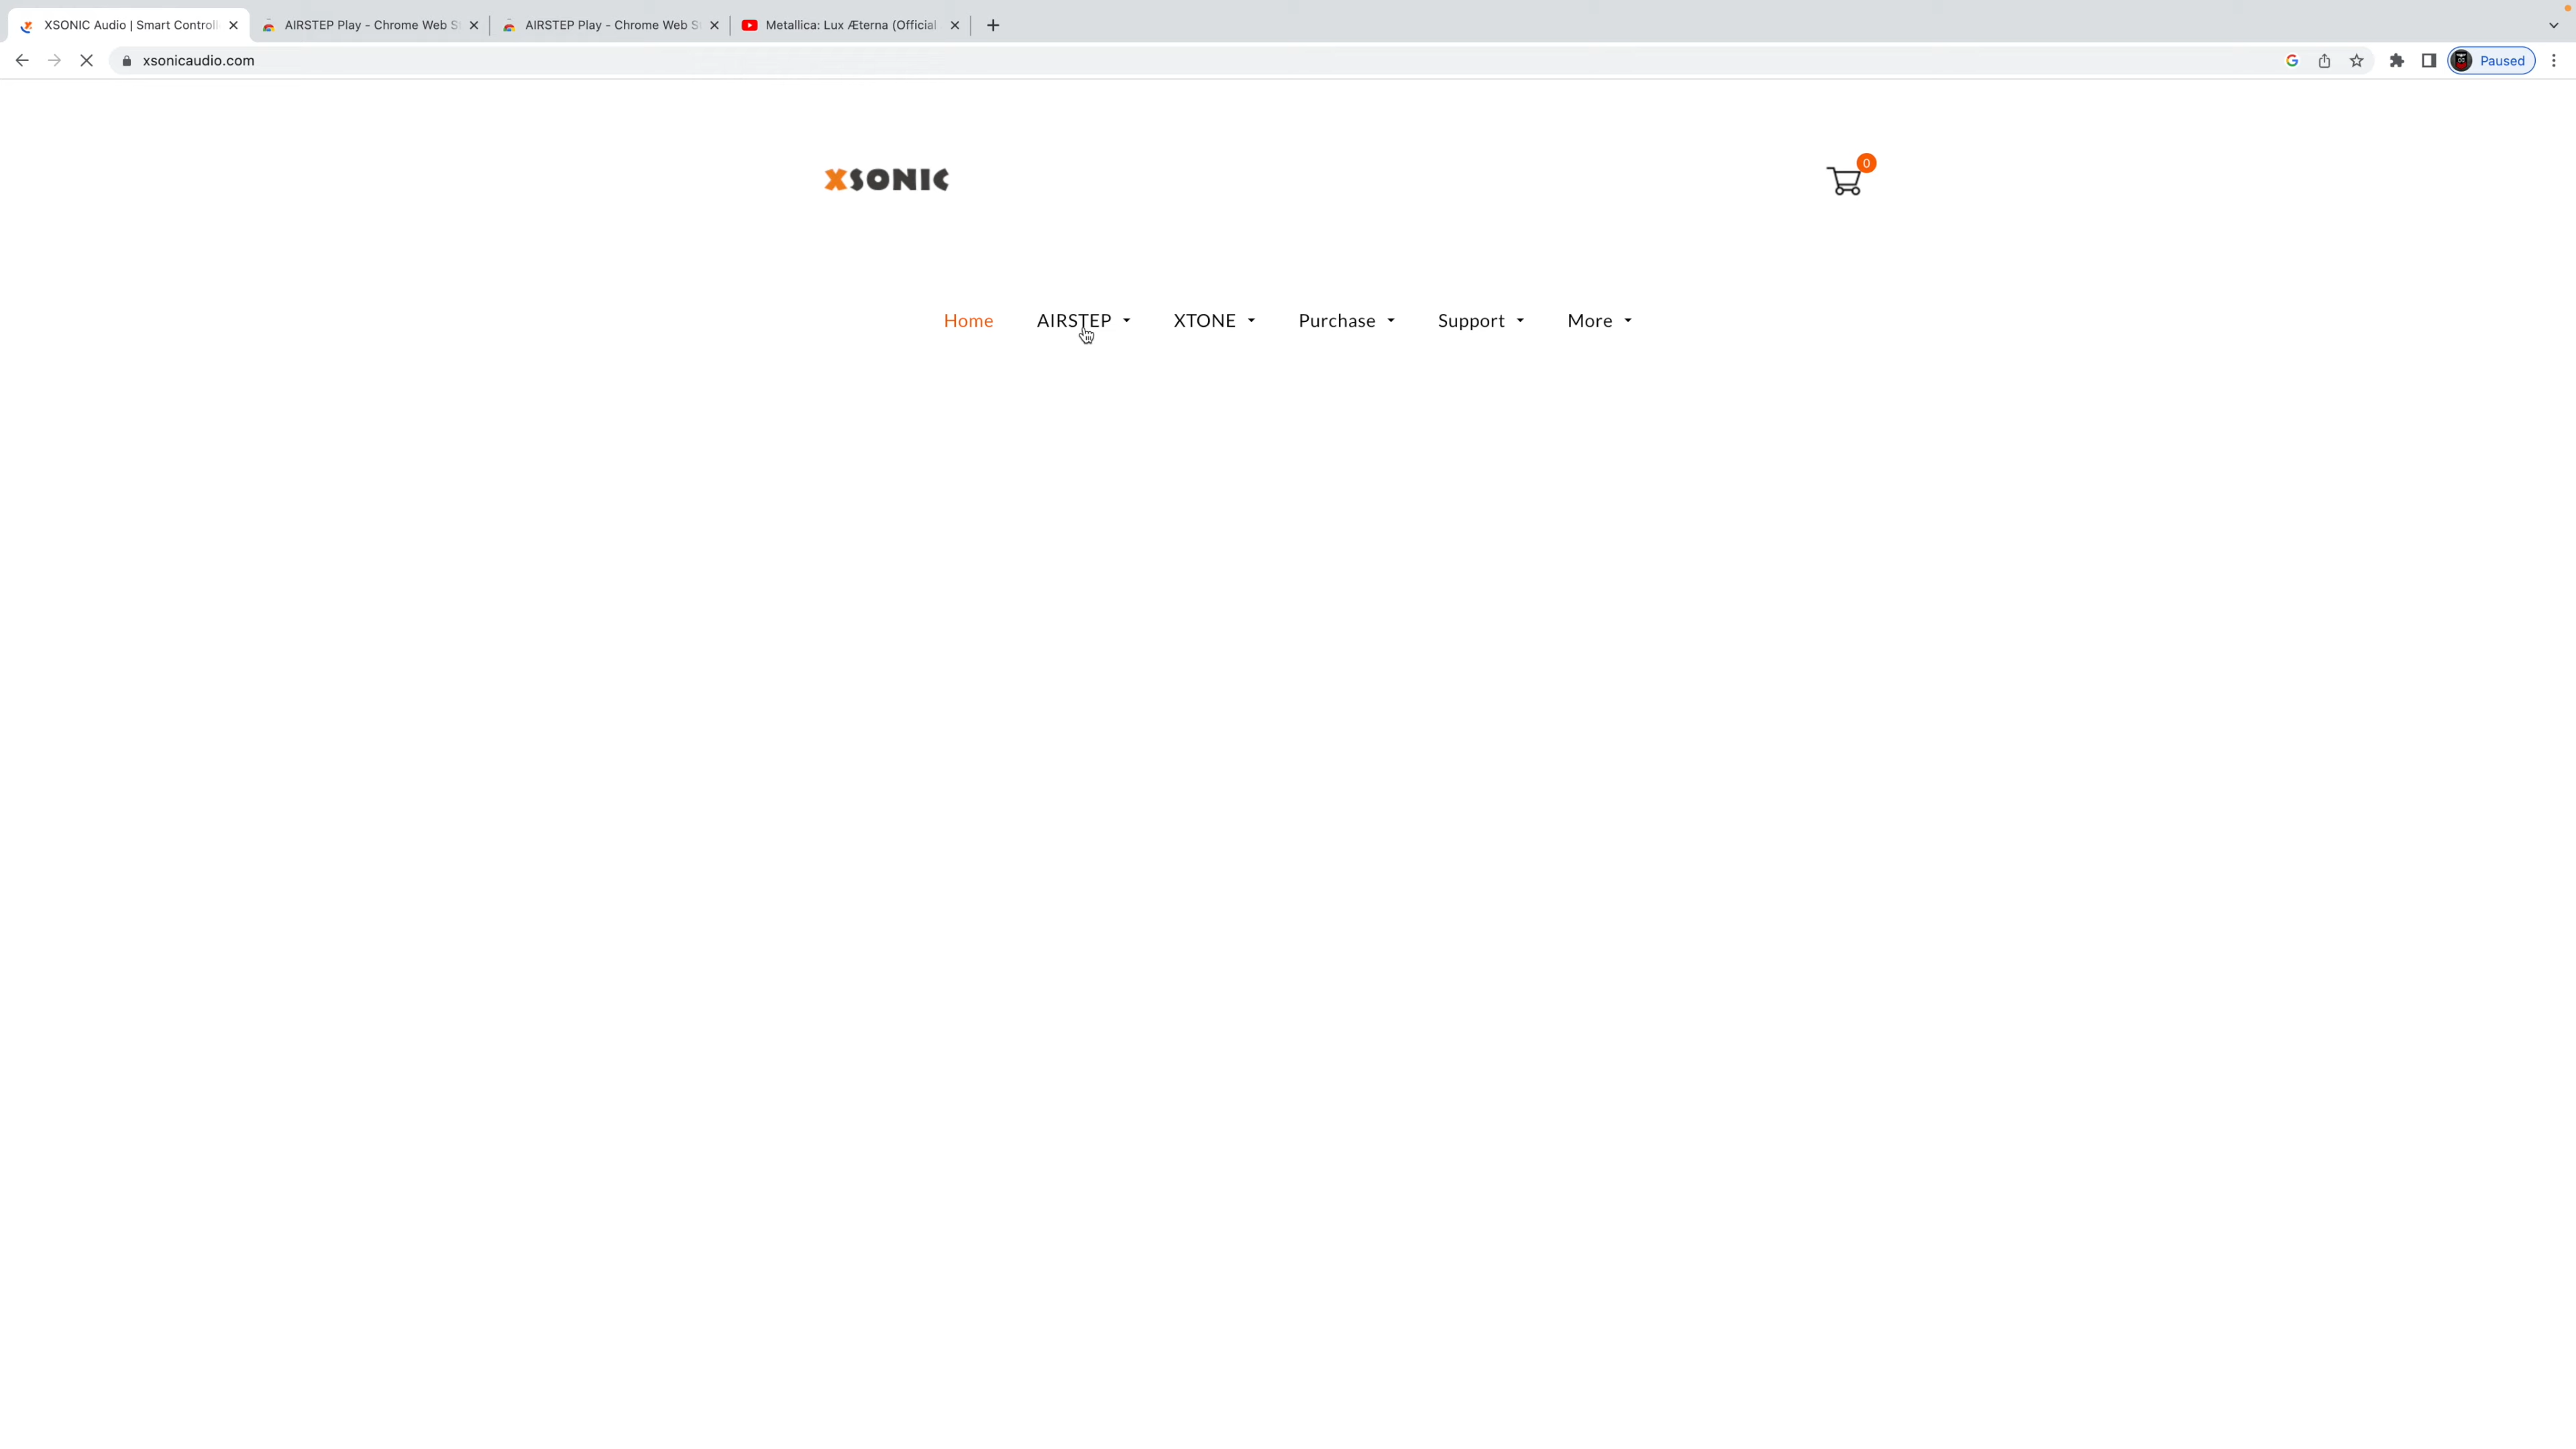 XSONIC Audio | Smart Controll
AIRSTEP Play - Chrome Web S
AIRSTEP Play - Chrome Web S
Metallica: Lux Æterna (Official
xsonicaudio.com
Paused
XSONIC
0
Home AIRSTEP XTONE Purchase Support More